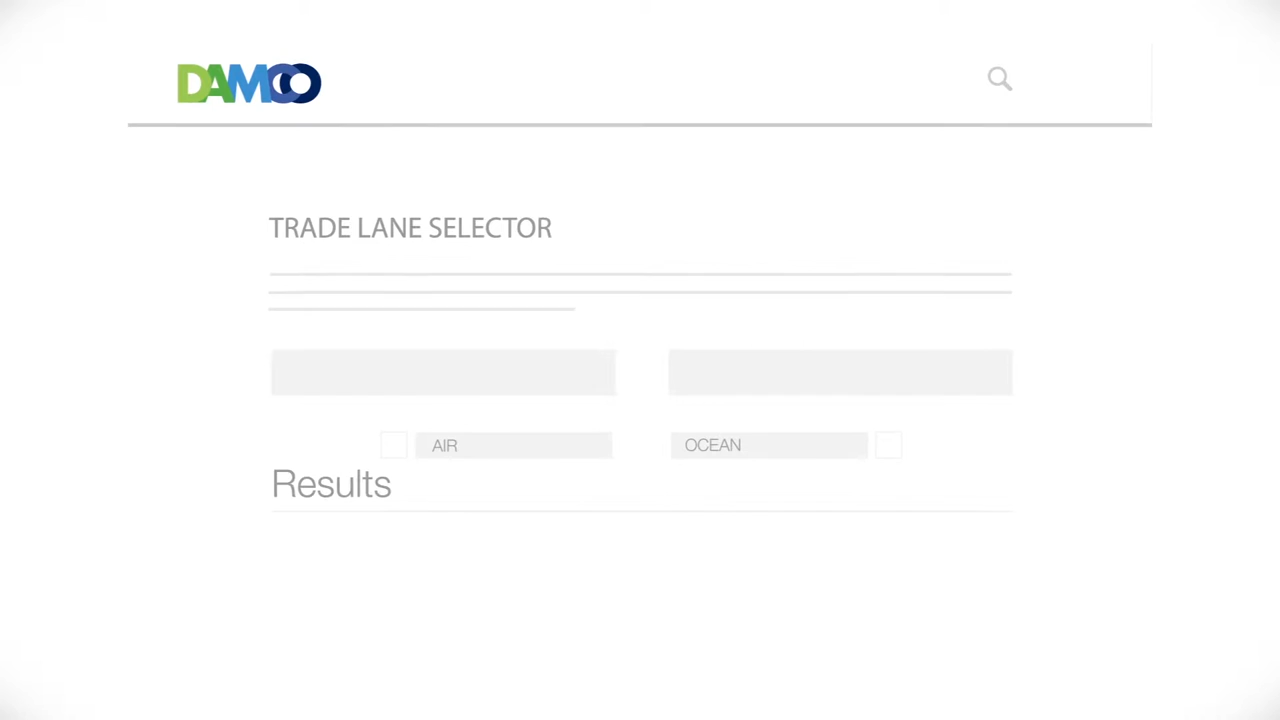 DAMCO
TRADE LANE SELECTOR
AIR
OCEAN
Results